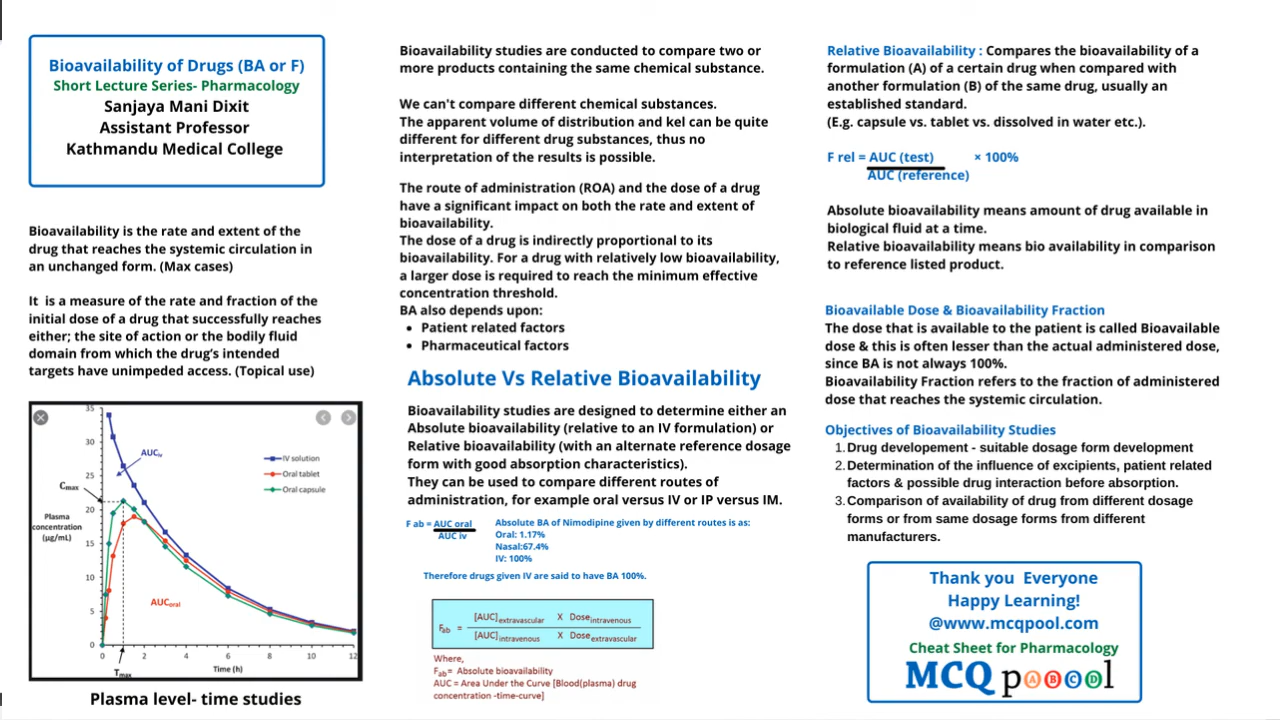 Bioavailability of Drugs (BA or F)
Short Lecture Series- Pharmacology
Sanjaya Mani Dixit
Assistant Professor
Kathmandu Medical College
Bioavailability is the rate and extent of the
drug that reaches the systemic circulation in
an unchanged form. (Max cases)
It is a measure of the rate and fraction of the
initial dose of a drug that successfully reaches
either; the site of action or the bodily fluid
domain from which the drug's intended
targets have unimpeded access. (Topical use)
35
30
25
20
15
10
5
0
AUCiv
IV solution
Oral tablet
Oral capsule
Cmax
Plasma
concentration
(µg/mL)
AUCoral
0 2 4 6 8 10 12
Tmax
Time (h)
Plasma level- time studies
Bioavailability studies are conducted to compare two or
more products containing the same chemical substance.
We can't compare different chemical substances.
The apparent volume of distribution and kel can be quite
different for different drug substances, thus no
interpretation of the results is possible.
The route of administration (ROA) and the dose of a drug
have a significant impact on both the rate and extent of
bioavailability.
The dose of a drug is indirectly proportional to its
bioavailability. For a drug with relatively low bioavailability,
a larger dose is required to reach the minimum effective
concentration threshold.
BA also depends upon:
• Patient related factors
• Pharmaceutical factors
Absolute Vs Relative Bioavailability
Bioavailability studies are designed to determine either an
Absolute bioavailability (relative to an IV formulation) or
Relative bioavailability (with an alternate reference dosage
form with good absorption characteristics).
They can be used to compare different routes of
administration, for example oral versus IV or IP versus IM.
F ab = AUC oral
AUC iv
Absolute BA of Nimodipine given by different routes is as:
Oral: 1.17%
Nasal:67.4%
IV: 100%
Therefore drugs given IV are said to have BA 100%.
Fab = [AUC]extravascular X Doseintravenous
[AUC]intravenous X Doseextravascular
Where,
Fab= Absolute bioavailability
AUC = Area Under the Curve [Blood(plasma) drug
concentration -time-curve]
Relative Bioavailability : Compares the bioavailability of a
formulation (A) of a certain drug when compared with
another formulation (B) of the same drug, usually an
established standard.
(E.g. capsule vs. tablet vs. dissolved in water etc.).
F rel = AUC (test) × 100%
AUC (reference)
Absolute bioavailability means amount of drug available in
biological fluid at a time.
Relative bioavailability means bio availability in comparison
to reference listed product.
Bioavailable Dose & Bioavailability Fraction
The dose that is available to the patient is called Bioavailable
dose & this is often lesser than the actual administered dose,
since BA is not always 100%.
Bioavailability Fraction refers to the fraction of administered
dose that reaches the systemic circulation.
Objectives of Bioavailability Studies
1. Drug developement - suitable dosage form development
2. Determination of the influence of excipients, patient related
factors & possible drug interaction before absorption.
3. Comparison of availability of drug from different dosage
forms or from same dosage forms from different
manufacturers.
Thank you Everyone
Happy Learning!
@www.mcqpool.com
Cheat Sheet for Pharmacology
MCQ pⒶⒷⒸⒹl